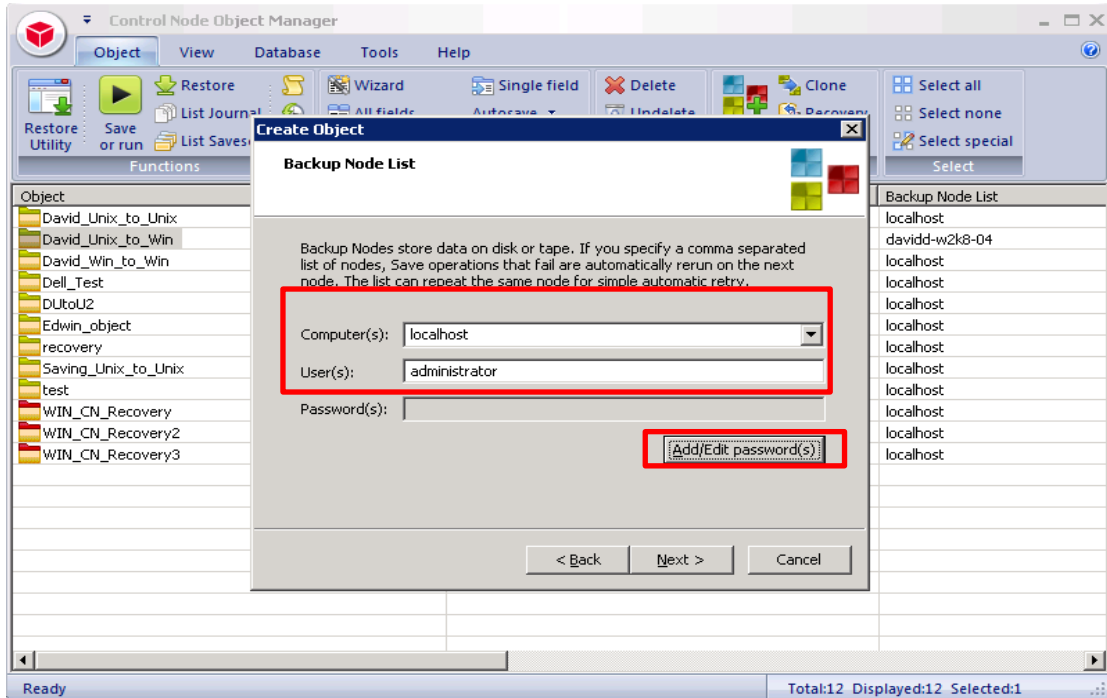 Control Node Object Manager
Object View Database Tools Help
Restore Wizard Single field Delete Clone Select all
List Journal All fields Autosave Undelete Recovery Select none
Restore Utility
Save or run
List Saves Select special
Functions Select
Create Object
Backup Node List
Backup Nodes store data on disk or tape. If you specify a comma separated
list of nodes, Save operations that fail are automatically rerun on the next
node. The list can repeat the same node for simple automatic retry.
Computer(s): localhost
User(s): administrator
Password(s):
Add/Edit password(s)
< Back Next > Cancel
Object Backup Node List
David_Unix_to_Unix localhost
David_Unix_to_Win davidd-w2k8-04
David_Win_to_Win localhost
Dell_Test localhost
DUtoU2 localhost
Edwin_object localhost
recovery localhost
Saving_Unix_to_Unix localhost
test localhost
WIN_CN_Recovery localhost
WIN_CN_Recovery2 localhost
WIN_CN_Recovery3 localhost
Ready Total:12 Displayed:12 Selected:1